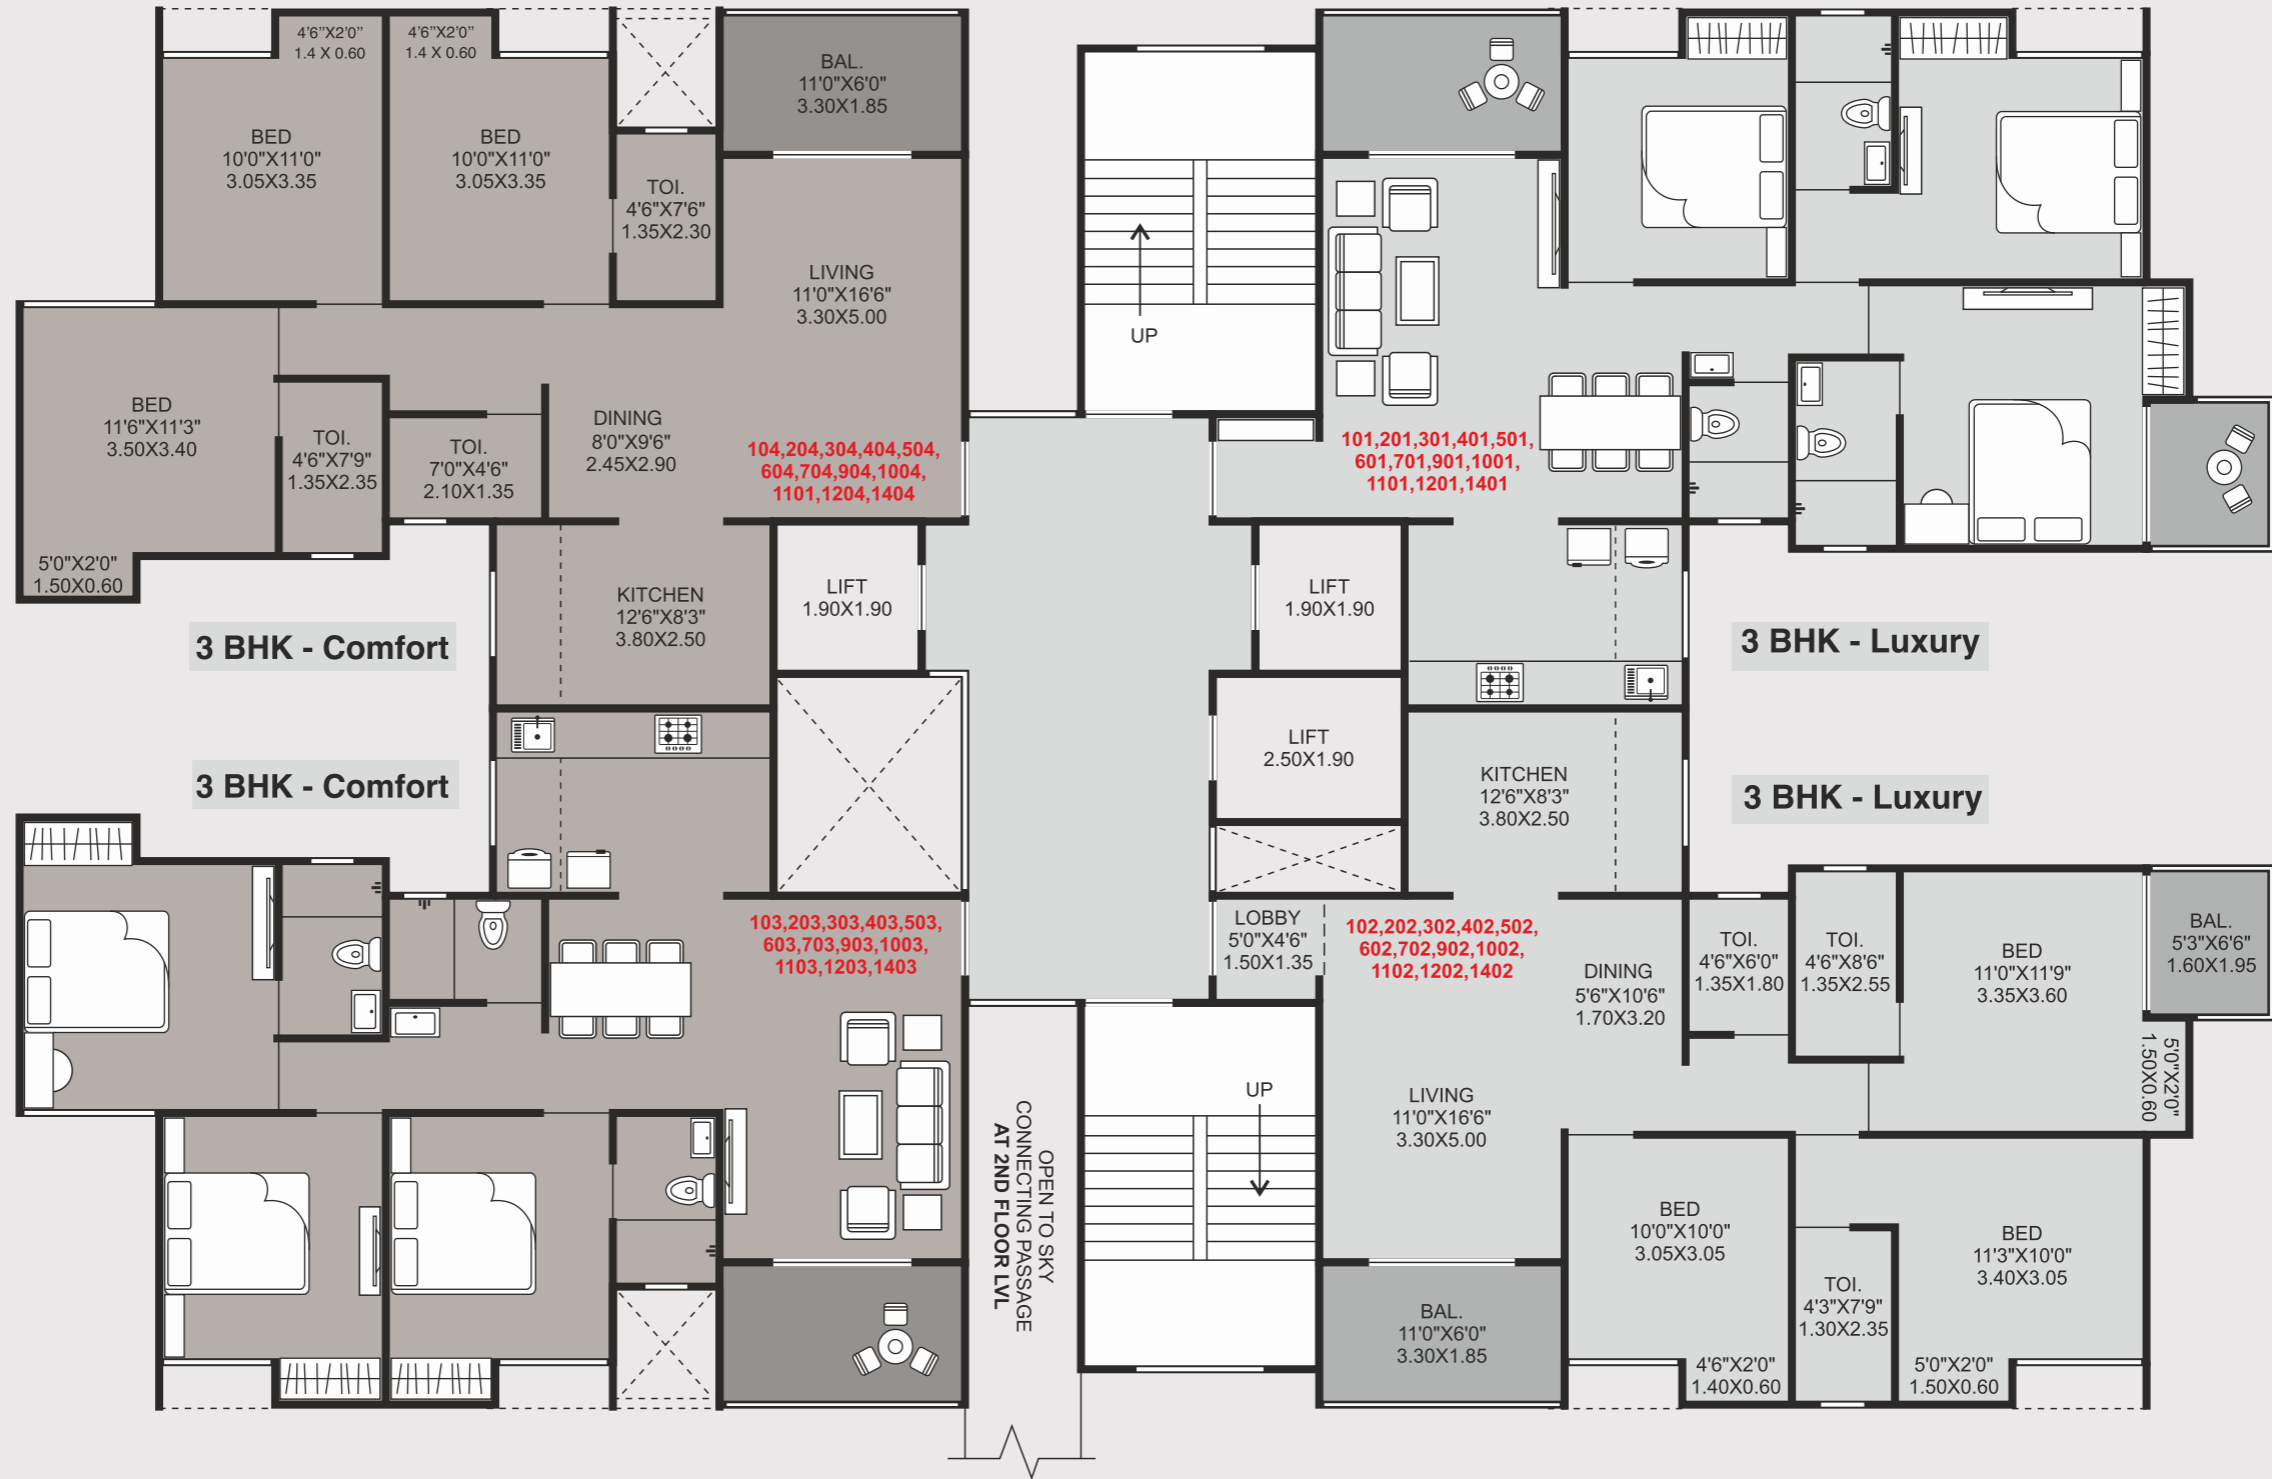 4'6"X2'0"
1.4 X 0.60
4'6"X2'0"
1.4 X 0.60
BED
10'0"X11'0"
3.05X3.35
BED
10'0"X11'0"
3.05X3.35
TOI.
4'6"X7'6"
1.35X2.30
BAL.
11'0"X6'0"
3.30X1.85
LIVING
11'0"X16'6"
3.30X5.00
BED
11'6"X11'3"
3.50X3.40
5'0"X2'0"
1.50X0.60
TOI.
4'6"X7'9"
1.35X2.35
TOI.
7'0"X4'6"
2.10X1.35
DINING
8'0"X9'6"
2.45X2.90
104,204,304,404,504,
604,704,904,1004,
1101,1204,1404
KITCHEN
12'6"X8'3"
3.80X2.50
LIFT
1.90X1.90
UP
101,201,301,401,501,
601,701,901,1001,
1101,1201,1401
LIFT
1.90X1.90
LIFT
2.50X1.90
3 BHK - Comfort
3 BHK - Luxury
3 BHK - Comfort
3 BHK - Luxury
KITCHEN
12'6"X8'3"
3.80X2.50
103,203,303,403,503,
603,703,903,1003,
1103,1203,1403
LOBBY
5'0"X4'6"
1.50X1.35
102,202,302,402,502,
602,702,902,1002,
1102,1202,1402
DINING
5'6"X10'6"
1.70X3.20
TOI.
4'6"X6'0"
1.35X1.80
TOI.
4'6"X8'6"
1.35X2.55
BED
11'0"X11'9"
3.35X3.60
BAL.
5'3"X6'6"
1.60X1.95
5'0"X2'0"
1.50X0.60
OPEN TO SKY
CONNECTING PASSAGE
AT 2ND FLOOR LVL
UP
LIVING
11'0"X16'6"
3.30X5.00
BED
10'0"X10'0"
3.05X3.05
BED
11'3"X10'0"
3.40X3.05
TOI.
4'3"X7'9"
1.30X2.35
BAL.
11'0"X6'0"
3.30X1.85
4'6"X2'0"
1.40X0.60
5'0"X2'0"
1.50X0.60